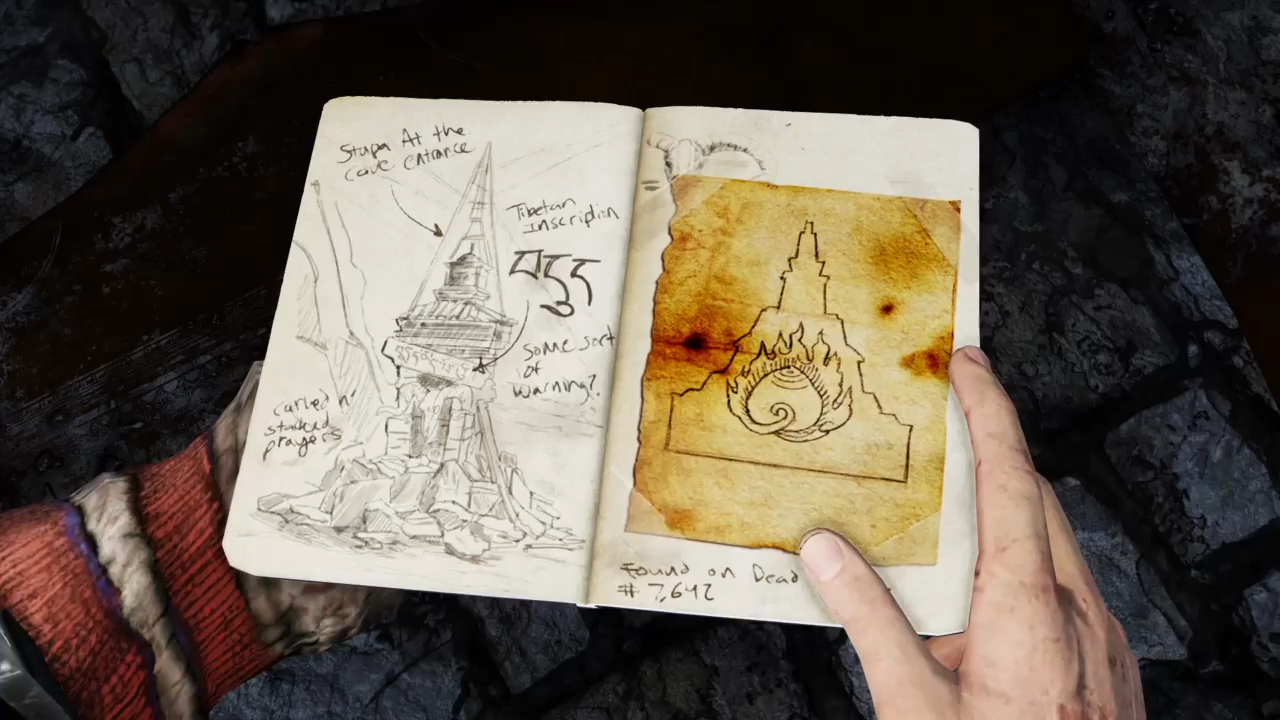 Stupa At the
cave entrance
Tibetan
Inscription
བདུད
Some sort
of
warning?
carved n'
stacked
prayers
Found on Dead
# 7,642